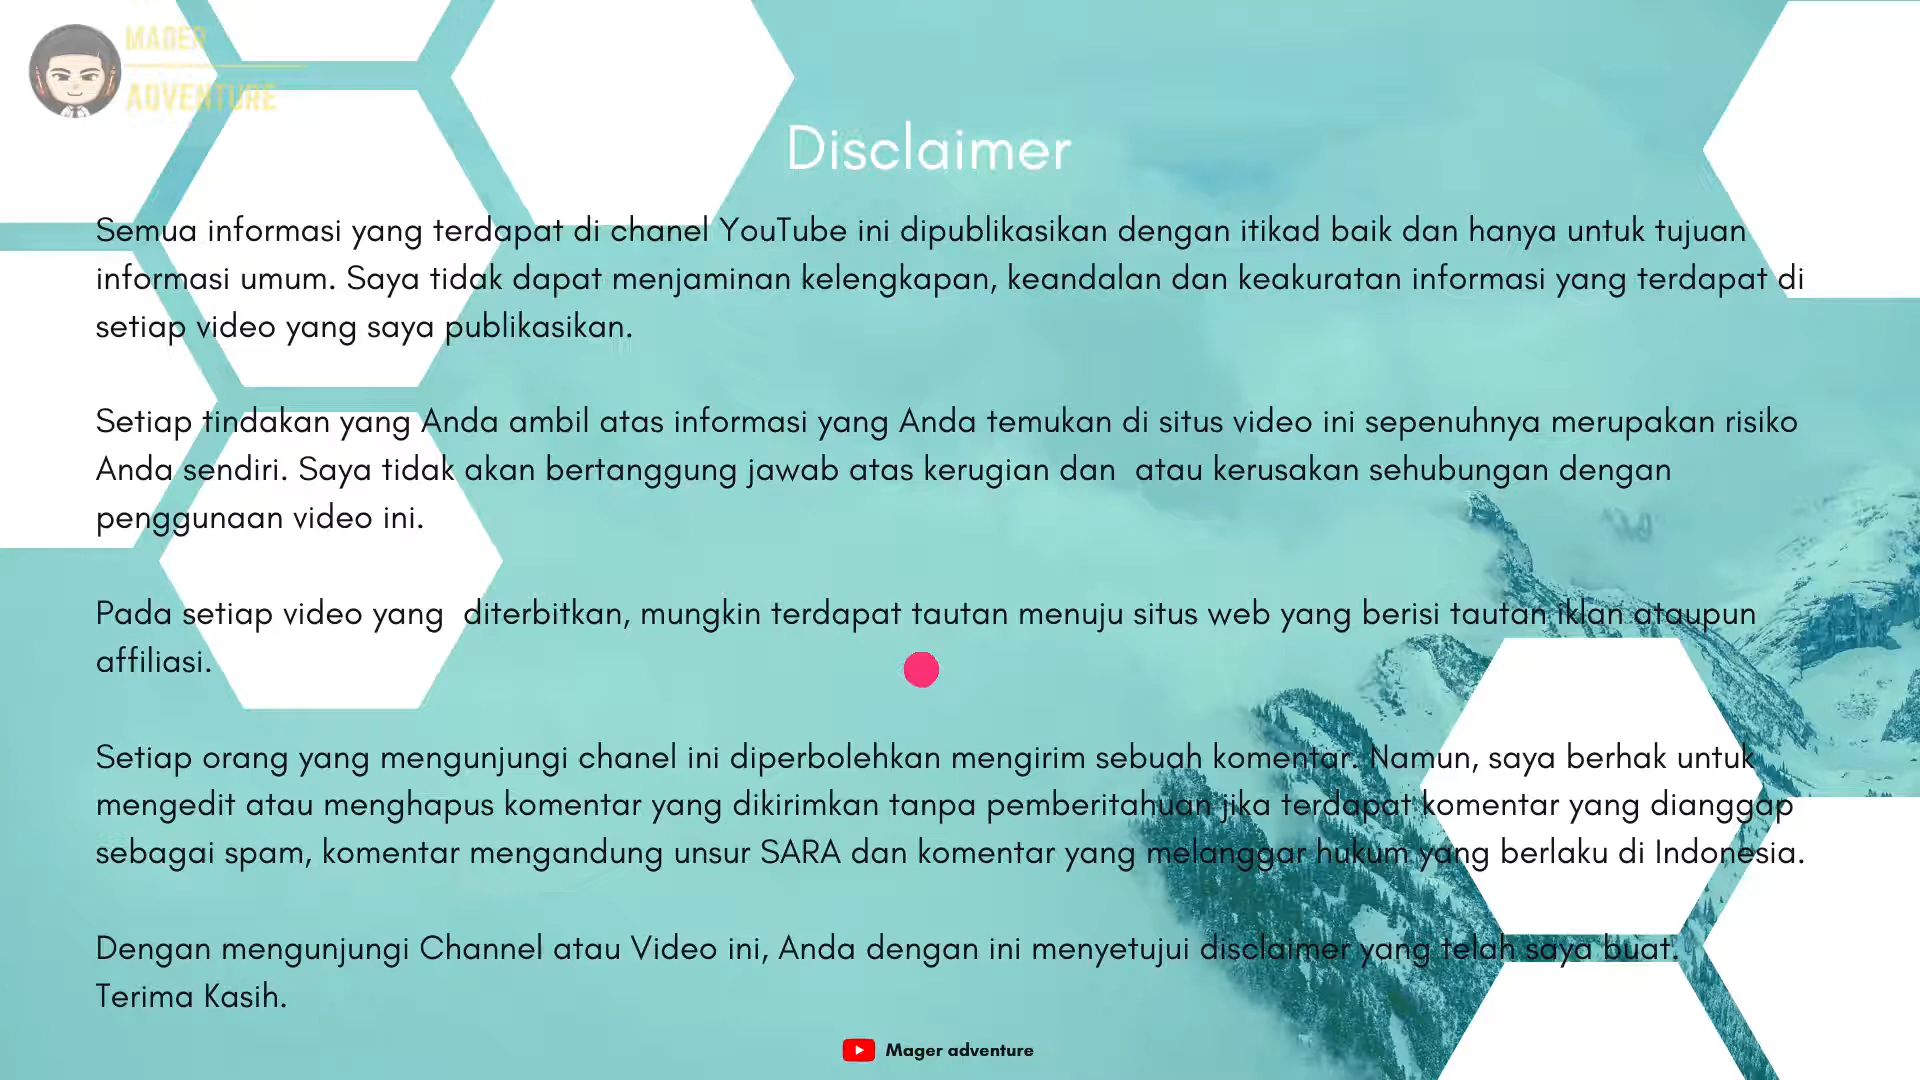 MAGER
ADVENTURE
Disclaimer
Semua informasi yang terdapat di chanel YouTube ini dipublikasikan dengan itikad baik dan hanya untuk tujuan
informasi umum. Saya tidak dapat menjaminan kelengkapan, keandalan dan keakuratan informasi yang terdapat di
setiap video yang saya publikasikan.
Setiap tindakan yang Anda ambil atas informasi yang Anda temukan di situs video ini sepenuhnya merupakan risiko
Anda sendiri. Saya tidak akan bertanggung jawab atas kerugian dan  atau kerusakan sehubungan dengan
penggunaan video ini.
Pada setiap video yang  diterbitkan, mungkin terdapat tautan menuju situs web yang berisi tautan iklan ataupun
affiliasi.
Setiap orang yang mengunjungi chanel ini diperbolehkan mengirim sebuah komentar. Namun, saya berhak untuk
mengedit atau menghapus komentar yang dikirimkan tanpa pemberitahuan jika terdapat komentar yang dianggap
sebagai spam, komentar mengandung unsur SARA dan komentar yang melanggar hukum yang berlaku di Indonesia.
Dengan mengunjungi Channel atau Video ini, Anda dengan ini menyetujui disclaimer yang telah saya buat.
Terima Kasih.
Mager adventure